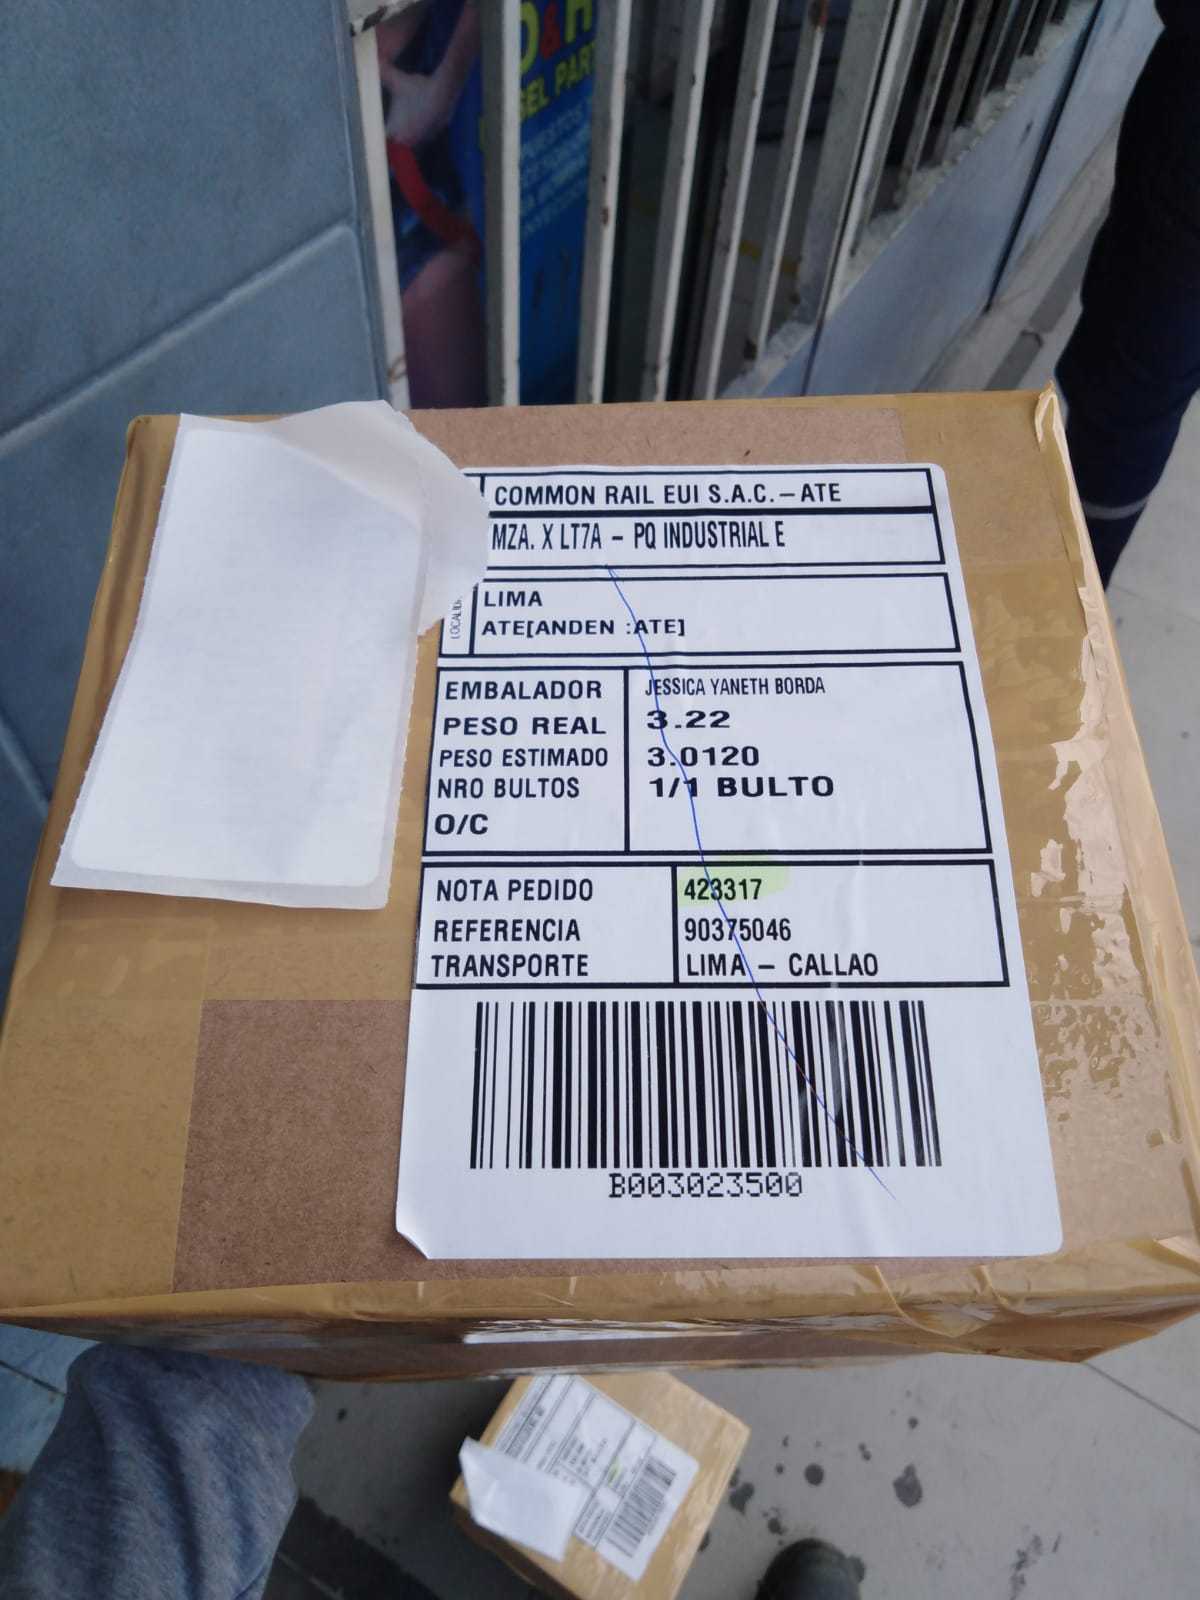 COMMON RAIL EUI S.A.C. – ATE
MZA. X LT7A – PQ INDUSTRIAL E
LIMA
ATE[ANDEN :ATE]
EMBALADOR JESSICA YANETH BORDA
PESO REAL 3.22
PESO ESTIMADO 3.0120
NRO BULTOS 1/1 BULTO
O/C
NOTA PEDIDO 423317
REFERENCIA 90375046
TRANSPORTE LIMA – CALLAO
B003023500